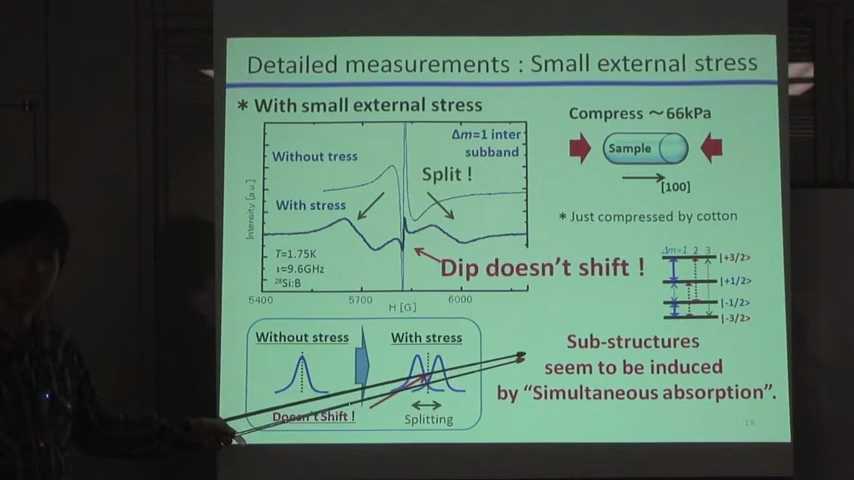 Detailed measurements : Small external stress
* With small external stress
Δm=1 inter
subband
Without tress
Split !
With stress
Intensity [a.u.]
T=1.75K
ν=9.6GHz
²⁸Si:B
5400
5700
6000
H [G]
Dip doesn't shift !
Compress ~66kPa
Sample
[100]
* Just compressed by cotton
Δm=1 2 3
|+3/2>
|+1/2>
|-1/2>
|-3/2>
Without stress
With stress
Doesn't Shift !
Splitting
Sub-structures
seem to be induced
by "Simultaneous absorption".
18